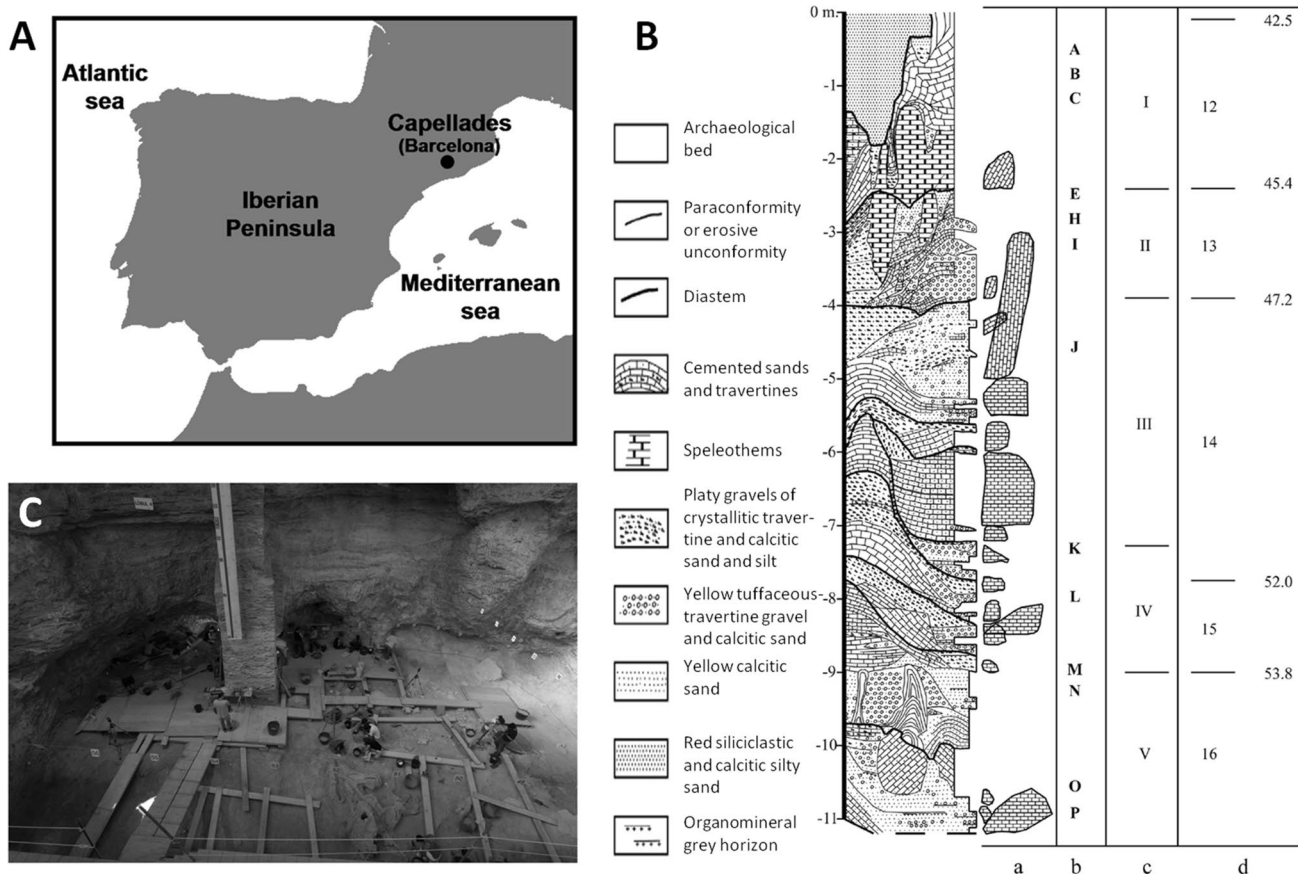 A
Atlantic
sea
Capellades
(Barcelona)
Iberian
Peninsula
Mediterranean
sea
C
B
Archaeological
bed
Paraconformity
or erosive
unconformity
Diastem
Cemented sands
and travertines
Speleothems
Platy gravels of
crystallitic traver-
tine and calcitic
sand and silt
Yellow tuffaceous-
travertine gravel
and calcitic sand
Yellow calcitic
sand
Red siliciclastic
and calcitic silty
sand
Organomineral
grey horizon
0 m.
-1
-2
-3
-4
-5
-6
-7
-8
-9
-10
-11
a
A
B
C
E
H
I
J
K
L
M
N
O
P
b
I
II
III
IV
V
c
12
13
14
15
16
42.5
45.4
47.2
52.0
53.8
d